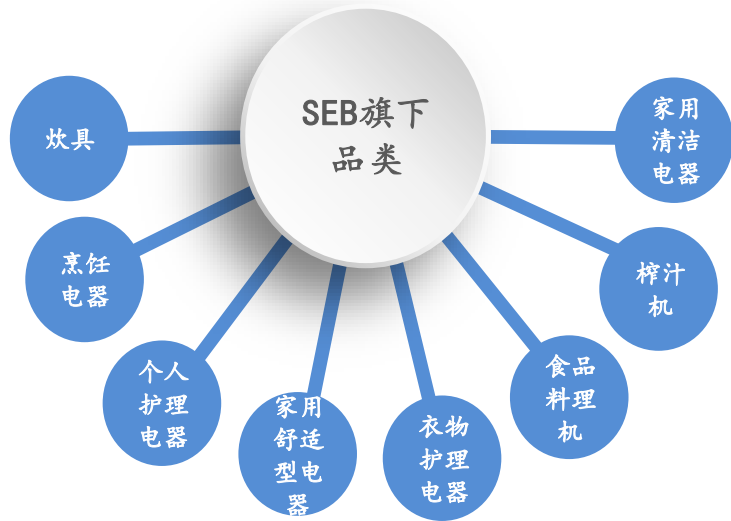 SEB旗下
品类
炊具
烹饪
电器
个人
护理
电器
家用
舒适
型电
器
衣物
护理
电器
食品
料理
机
榨汁
机
家用
清洁
电器